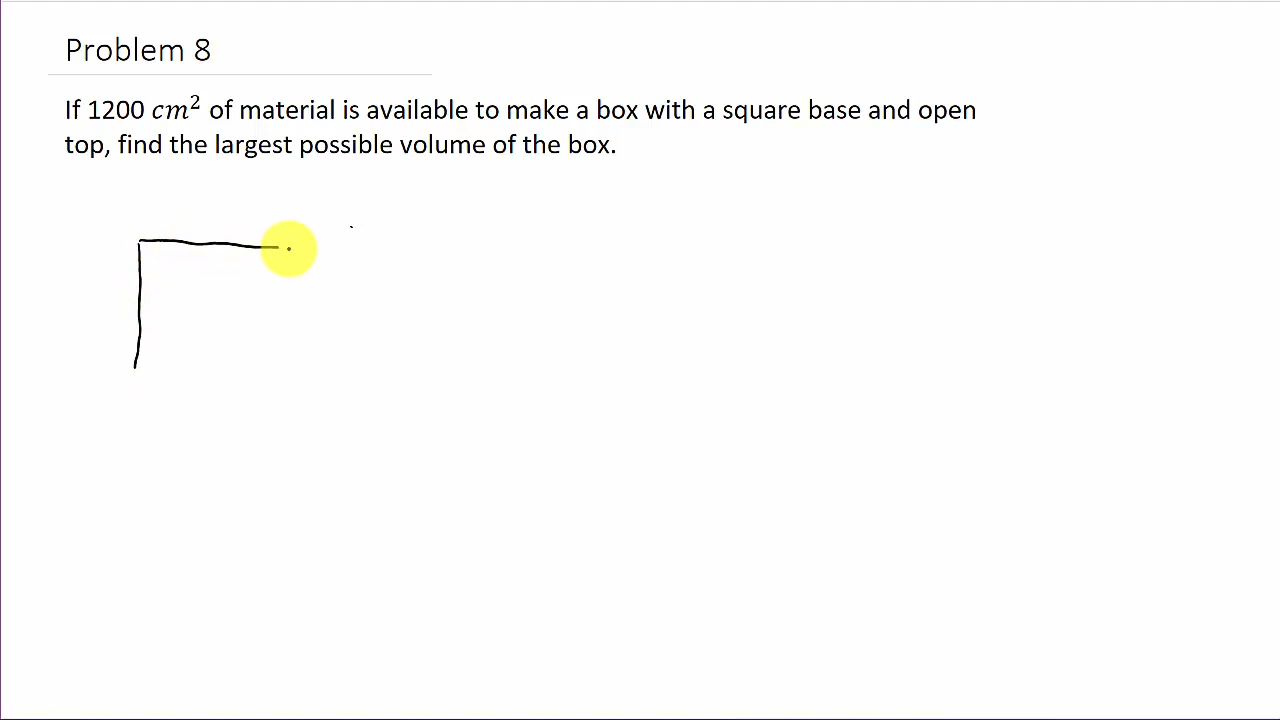 Problem 8
If 1200 𝑐𝑚² of material is available to make a box with a square base and open
top, find the largest possible volume of the box.